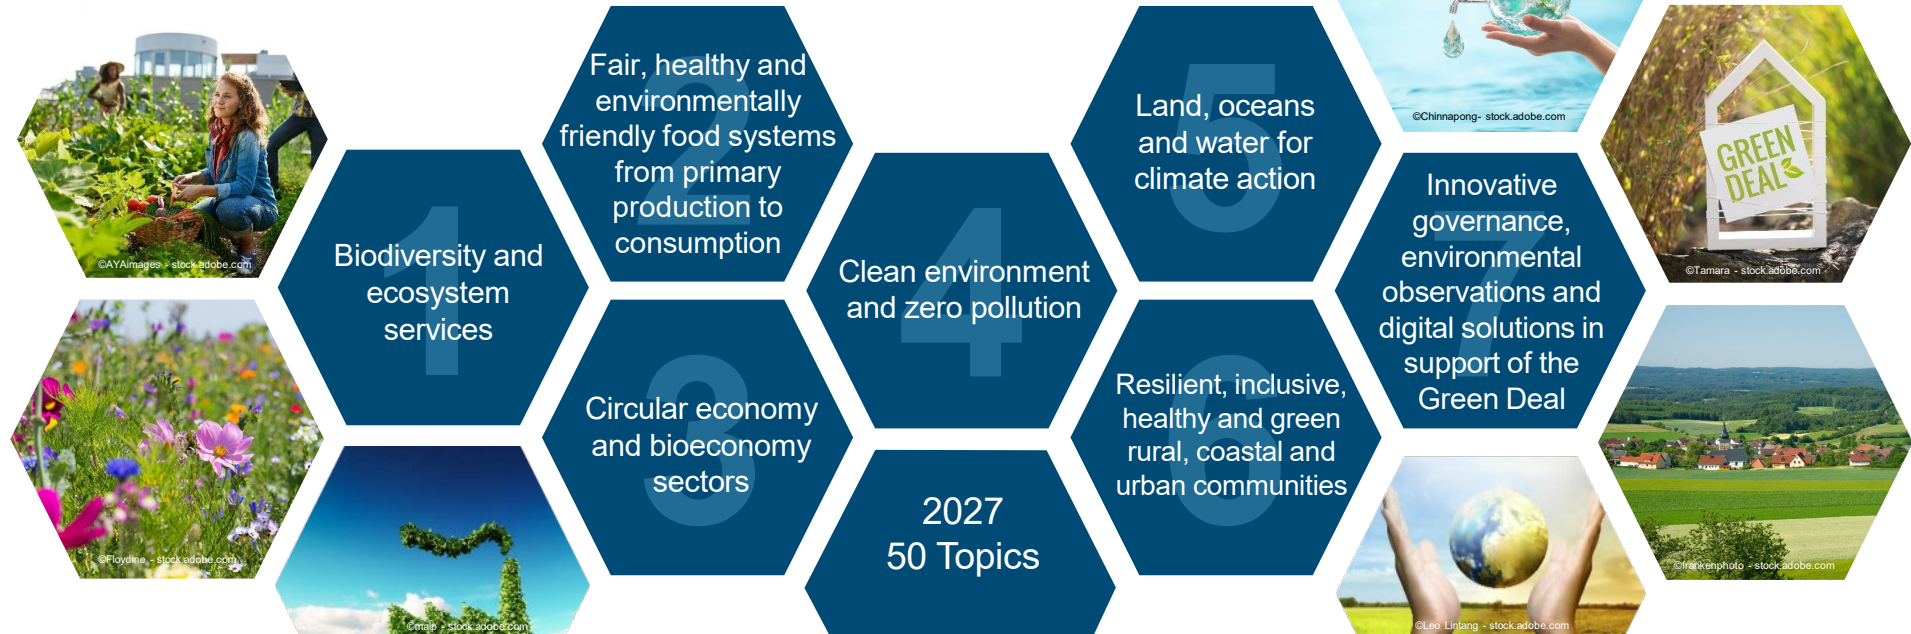 ©AYAimages - stock.adobe.com
©Floydine - stock.adobe.com
1
Biodiversity and
ecosystem
services
©malp - stock.adobe.com
2
Fair, healthy and
environmentally
friendly food systems
from primary
production to
consumption
3
Circular economy
and bioeconomy
sectors
4
Clean environment
and zero pollution
2027
50 Topics
5
Land, oceans
and water for
climate action
6
Resilient, inclusive,
healthy and green
rural, coastal and
urban communities
©Chinnapong- stock.adobe.com
7
Innovative
governance,
environmental
observations and
digital solutions in
support of the
Green Deal
©Leo Lintang - stock.adobe.com
GREEN
DEAL
©Tamara - stock.adobe.com
©frankenphoto - stock.adobe.com